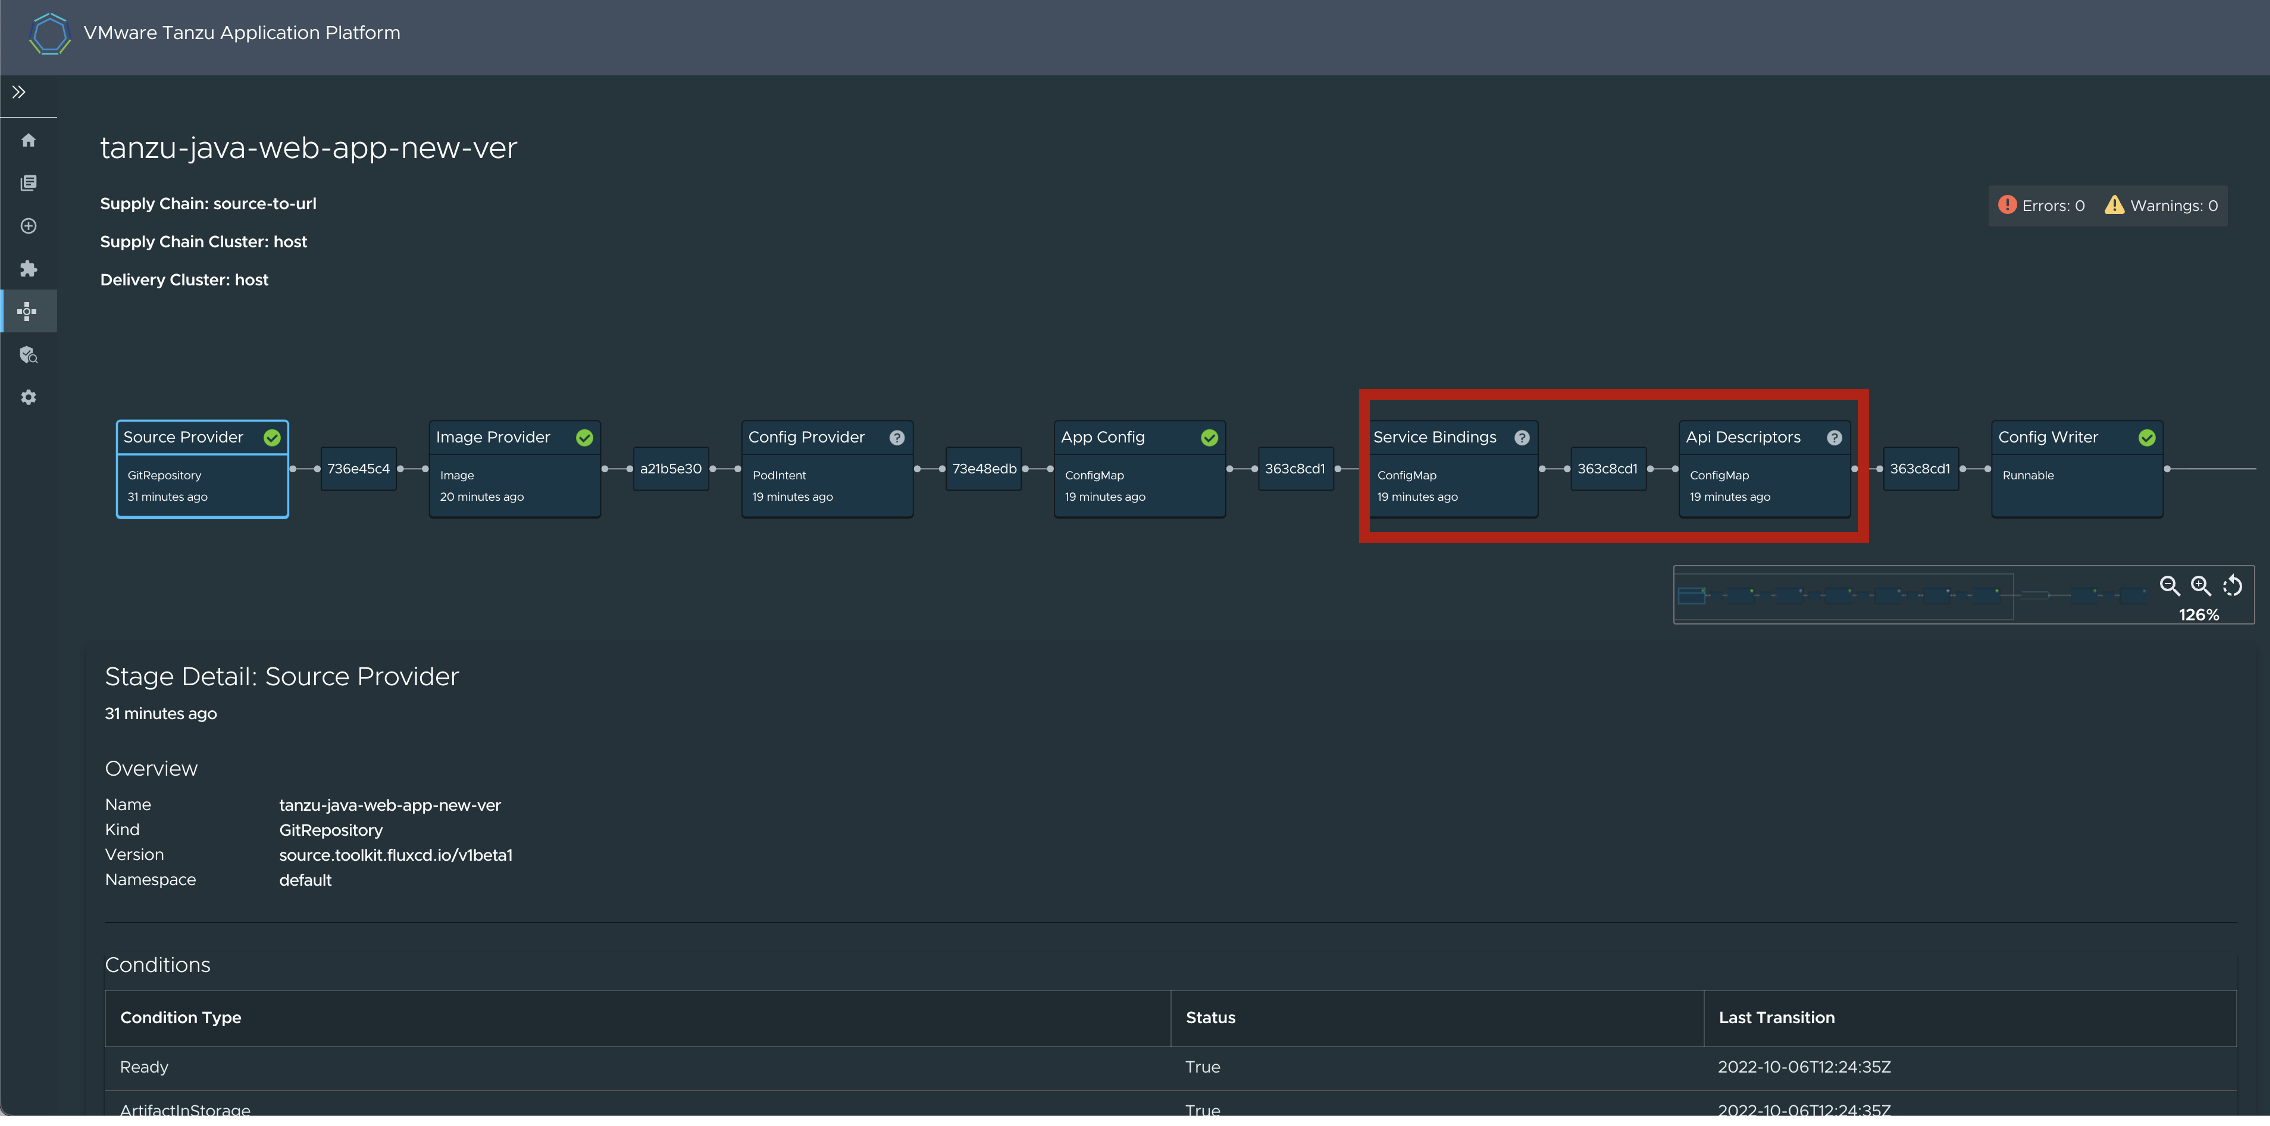 VMware Tanzu Application Platform
tanzu-java-web-app-new-ver
Supply Chain: source-to-url
Supply Chain Cluster: host
Delivery Cluster: host
Errors: 0 Warnings: 0
Source Provider
GitRepository
31 minutes ago
736e45c4
Image Provider
Image
20 minutes ago
a21b5e30
Config Provider
PodIntent
19 minutes ago
73e48edb
App Config
ConfigMap
19 minutes ago
363c8cd1
Service Bindings
ConfigMap
19 minutes ago
363c8cd1
Api Descriptors
ConfigMap
19 minutes ago
363c8cd1
Config Writer
Runnable
126%
Stage Detail: Source Provider
31 minutes ago
Overview
Name tanzu-java-web-app-new-ver
Kind GitRepository
Version source.toolkit.fluxcd.io/v1beta1
Namespace default
Conditions
Condition Type Status Last Transition
Ready True 2022-10-06T12:24:35Z
ArtifactInStorage True 2022-10-06T12:24:35Z